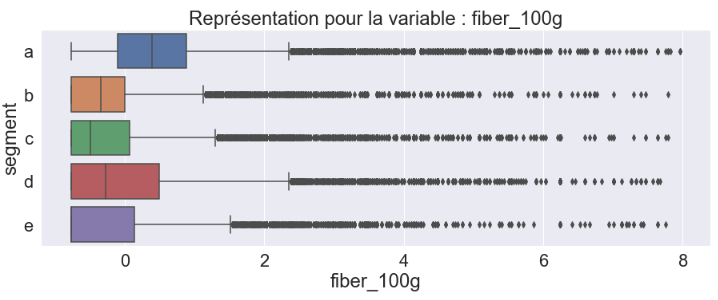 Représentation pour la variable : fiber_100g
segment
a
b
c
d
e
0 2 4 6 8
fiber_100g